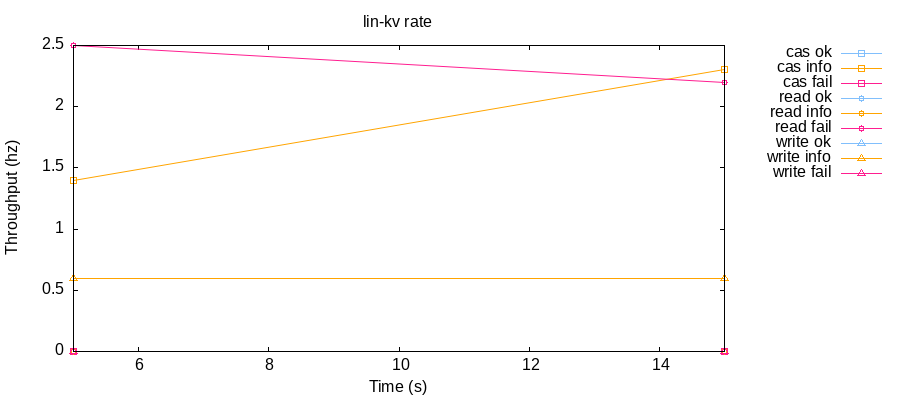 lin-kv rate
2.5
2
1.5
1
0.5
0
Throughput (hz)
6
8
10
12
14
Time (s)
cas ok
cas info
cas fail
read ok
read info
read fail
write ok
write info
write fail